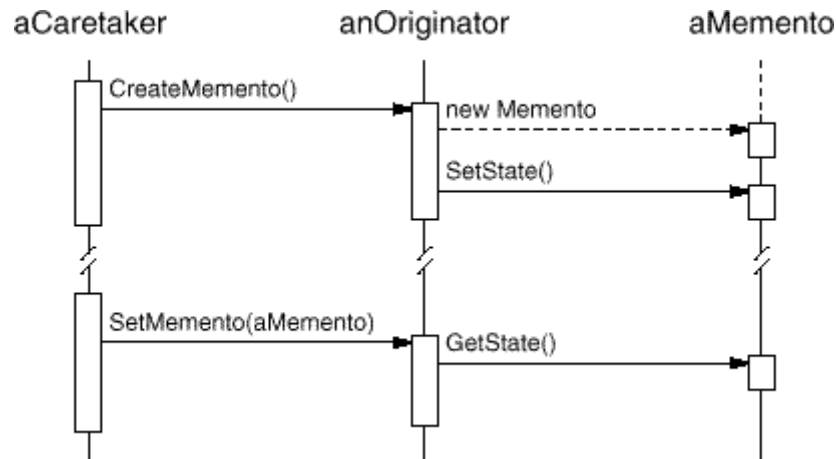 aCaretaker anOriginator aMemento
CreateMemento()
new Memento
SetState()
SetMemento(aMemento)
GetState()